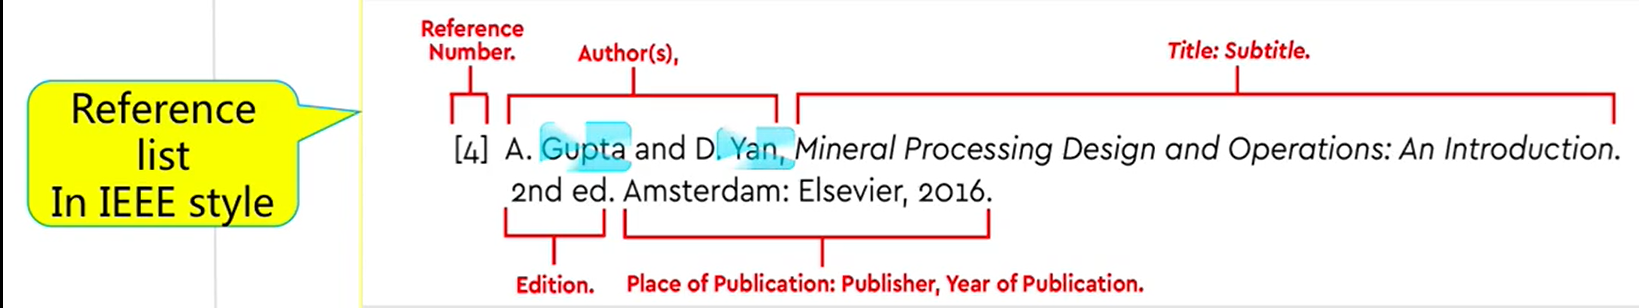 Reference
Number.
Author(s),
Title: Subtitle.
Reference
list
In IEEE style
[4] A. Gupta and D. Yan, Mineral Processing Design and Operations: An Introduction.
2nd ed. Amsterdam: Elsevier, 2016.
Edition.
Place of Publication: Publisher, Year of Publication.